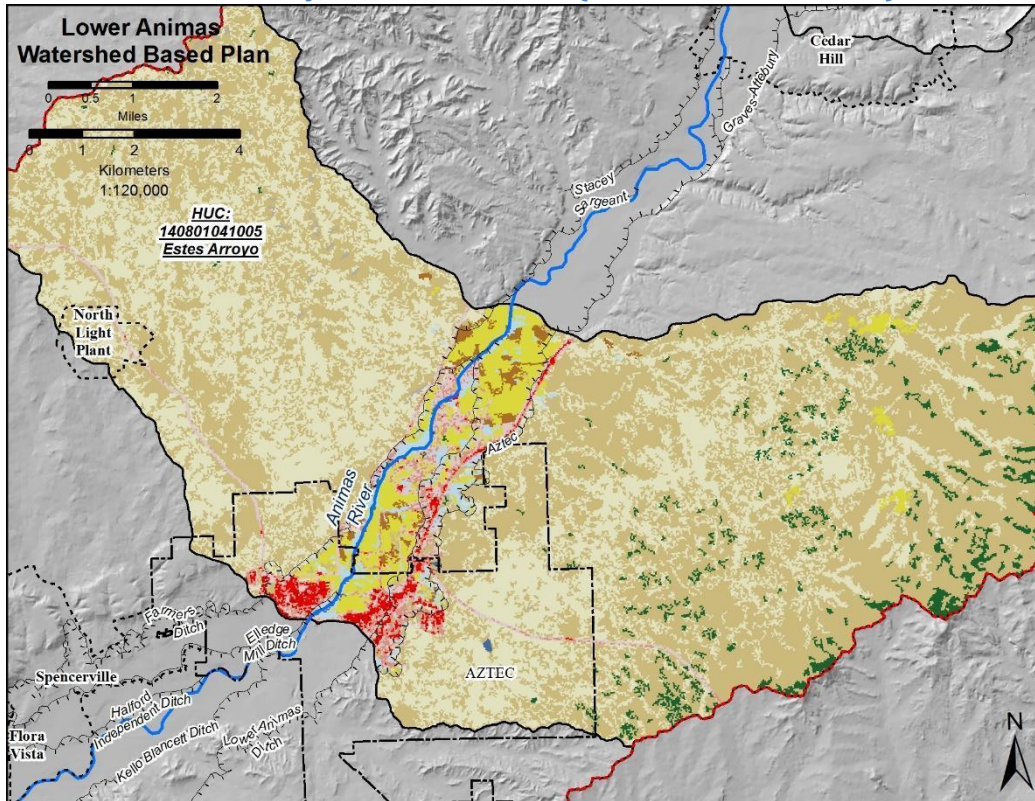 Lower Animas
Watershed Based Plan
0 0.5 1 2
Miles
0 1 2 4
Kilometers
1:120,000
HUC:
140801041005
Estes Arroyo
Cedar
Hill
Graves-Attebury
Stacey
Sargeant
North
Light
Plant
Aztec
Animas
River
Farmers
Ditch
Elledge
Mill Ditch
AZTEC
Spencerville
Halford
Independent Ditch
Flora
Vista
Kello Blancett Ditch
Lower Animas
Ditch
N